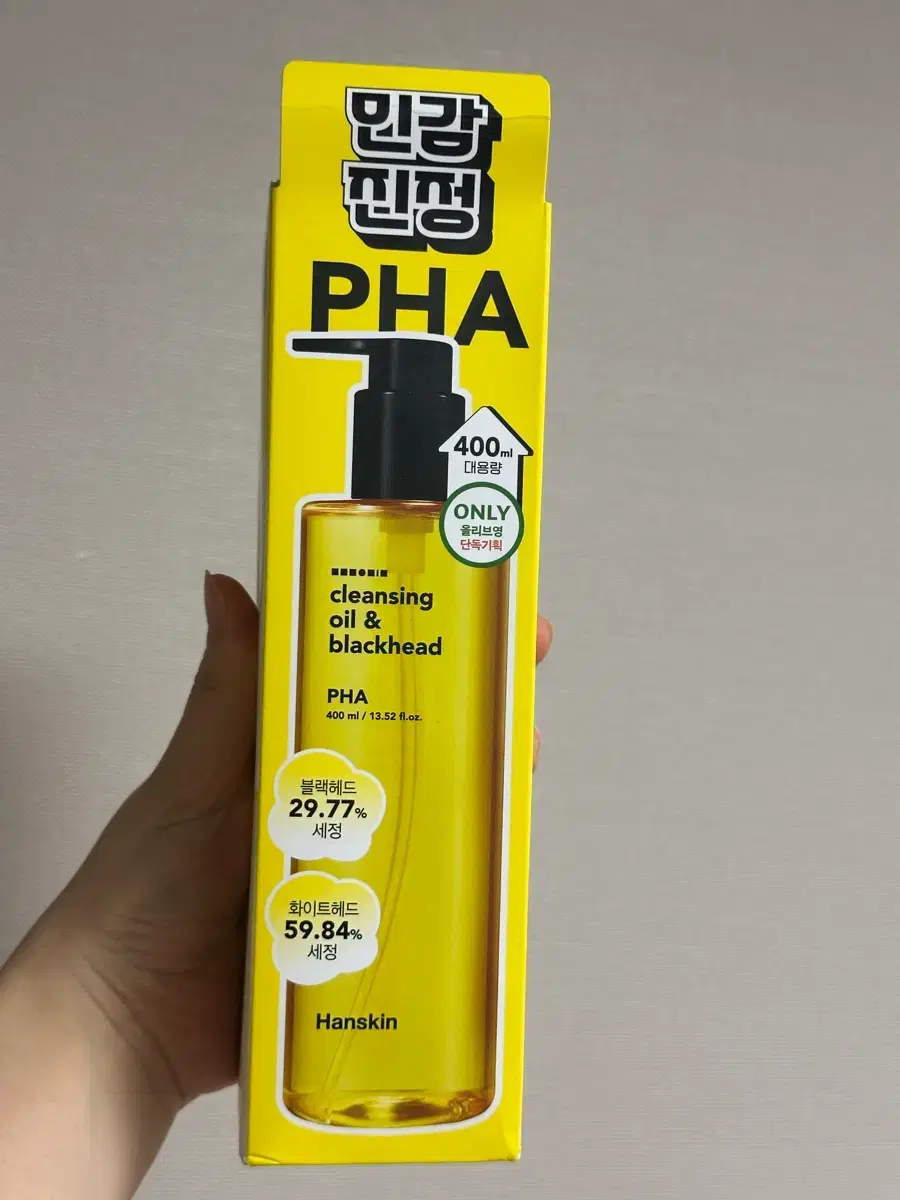 민감
진정
PHA
400ml
대용량
ONLY
올리브영
단독기획
cleansing
oil &
blackhead
PHA
400 ml / 13.52 fl.oz.
블랙헤드
29.77%
세정
화이트헤드
59.84%
세정
Hanskin